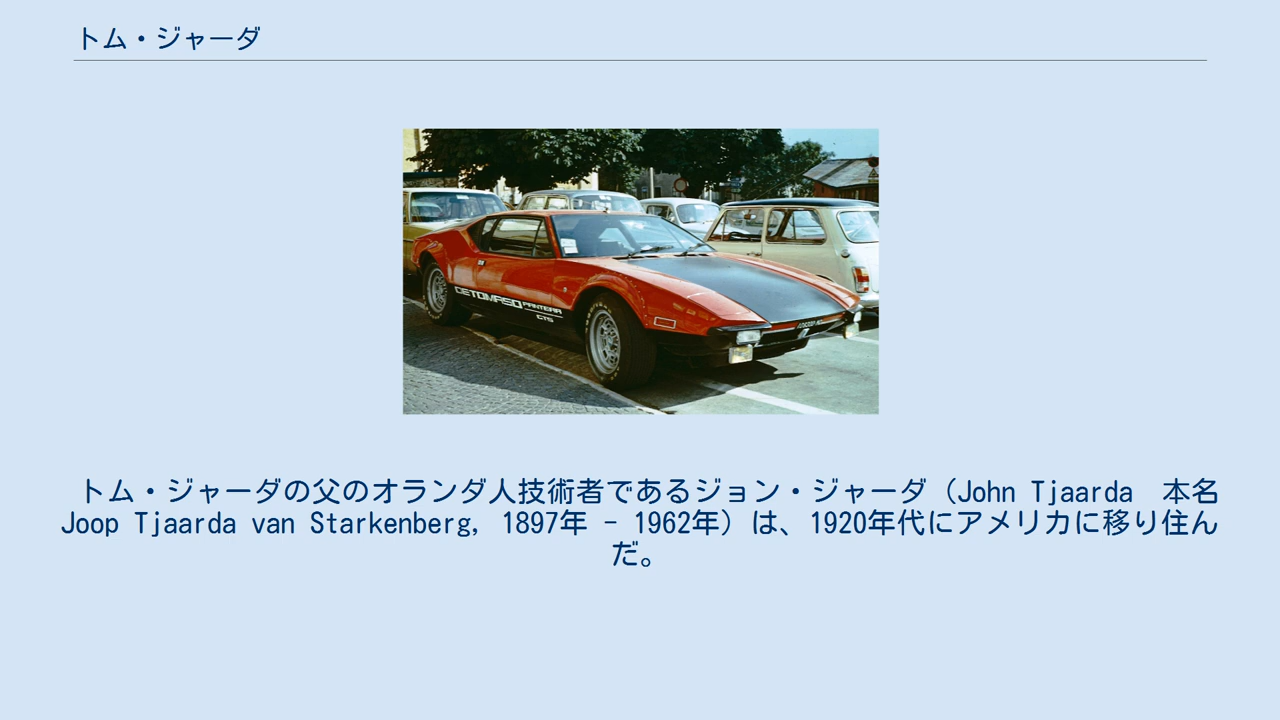 トム・ジャーダ
DETOMASO PANTERA
GTS
トム・ジャーダの父のオランダ人技術者であるジョン・ジャーダ（John Tjaarda　本名
Joop Tjaarda van Starkenberg, 1897年 - 1962年）は、1920年代にアメリカに移り住ん
だ。